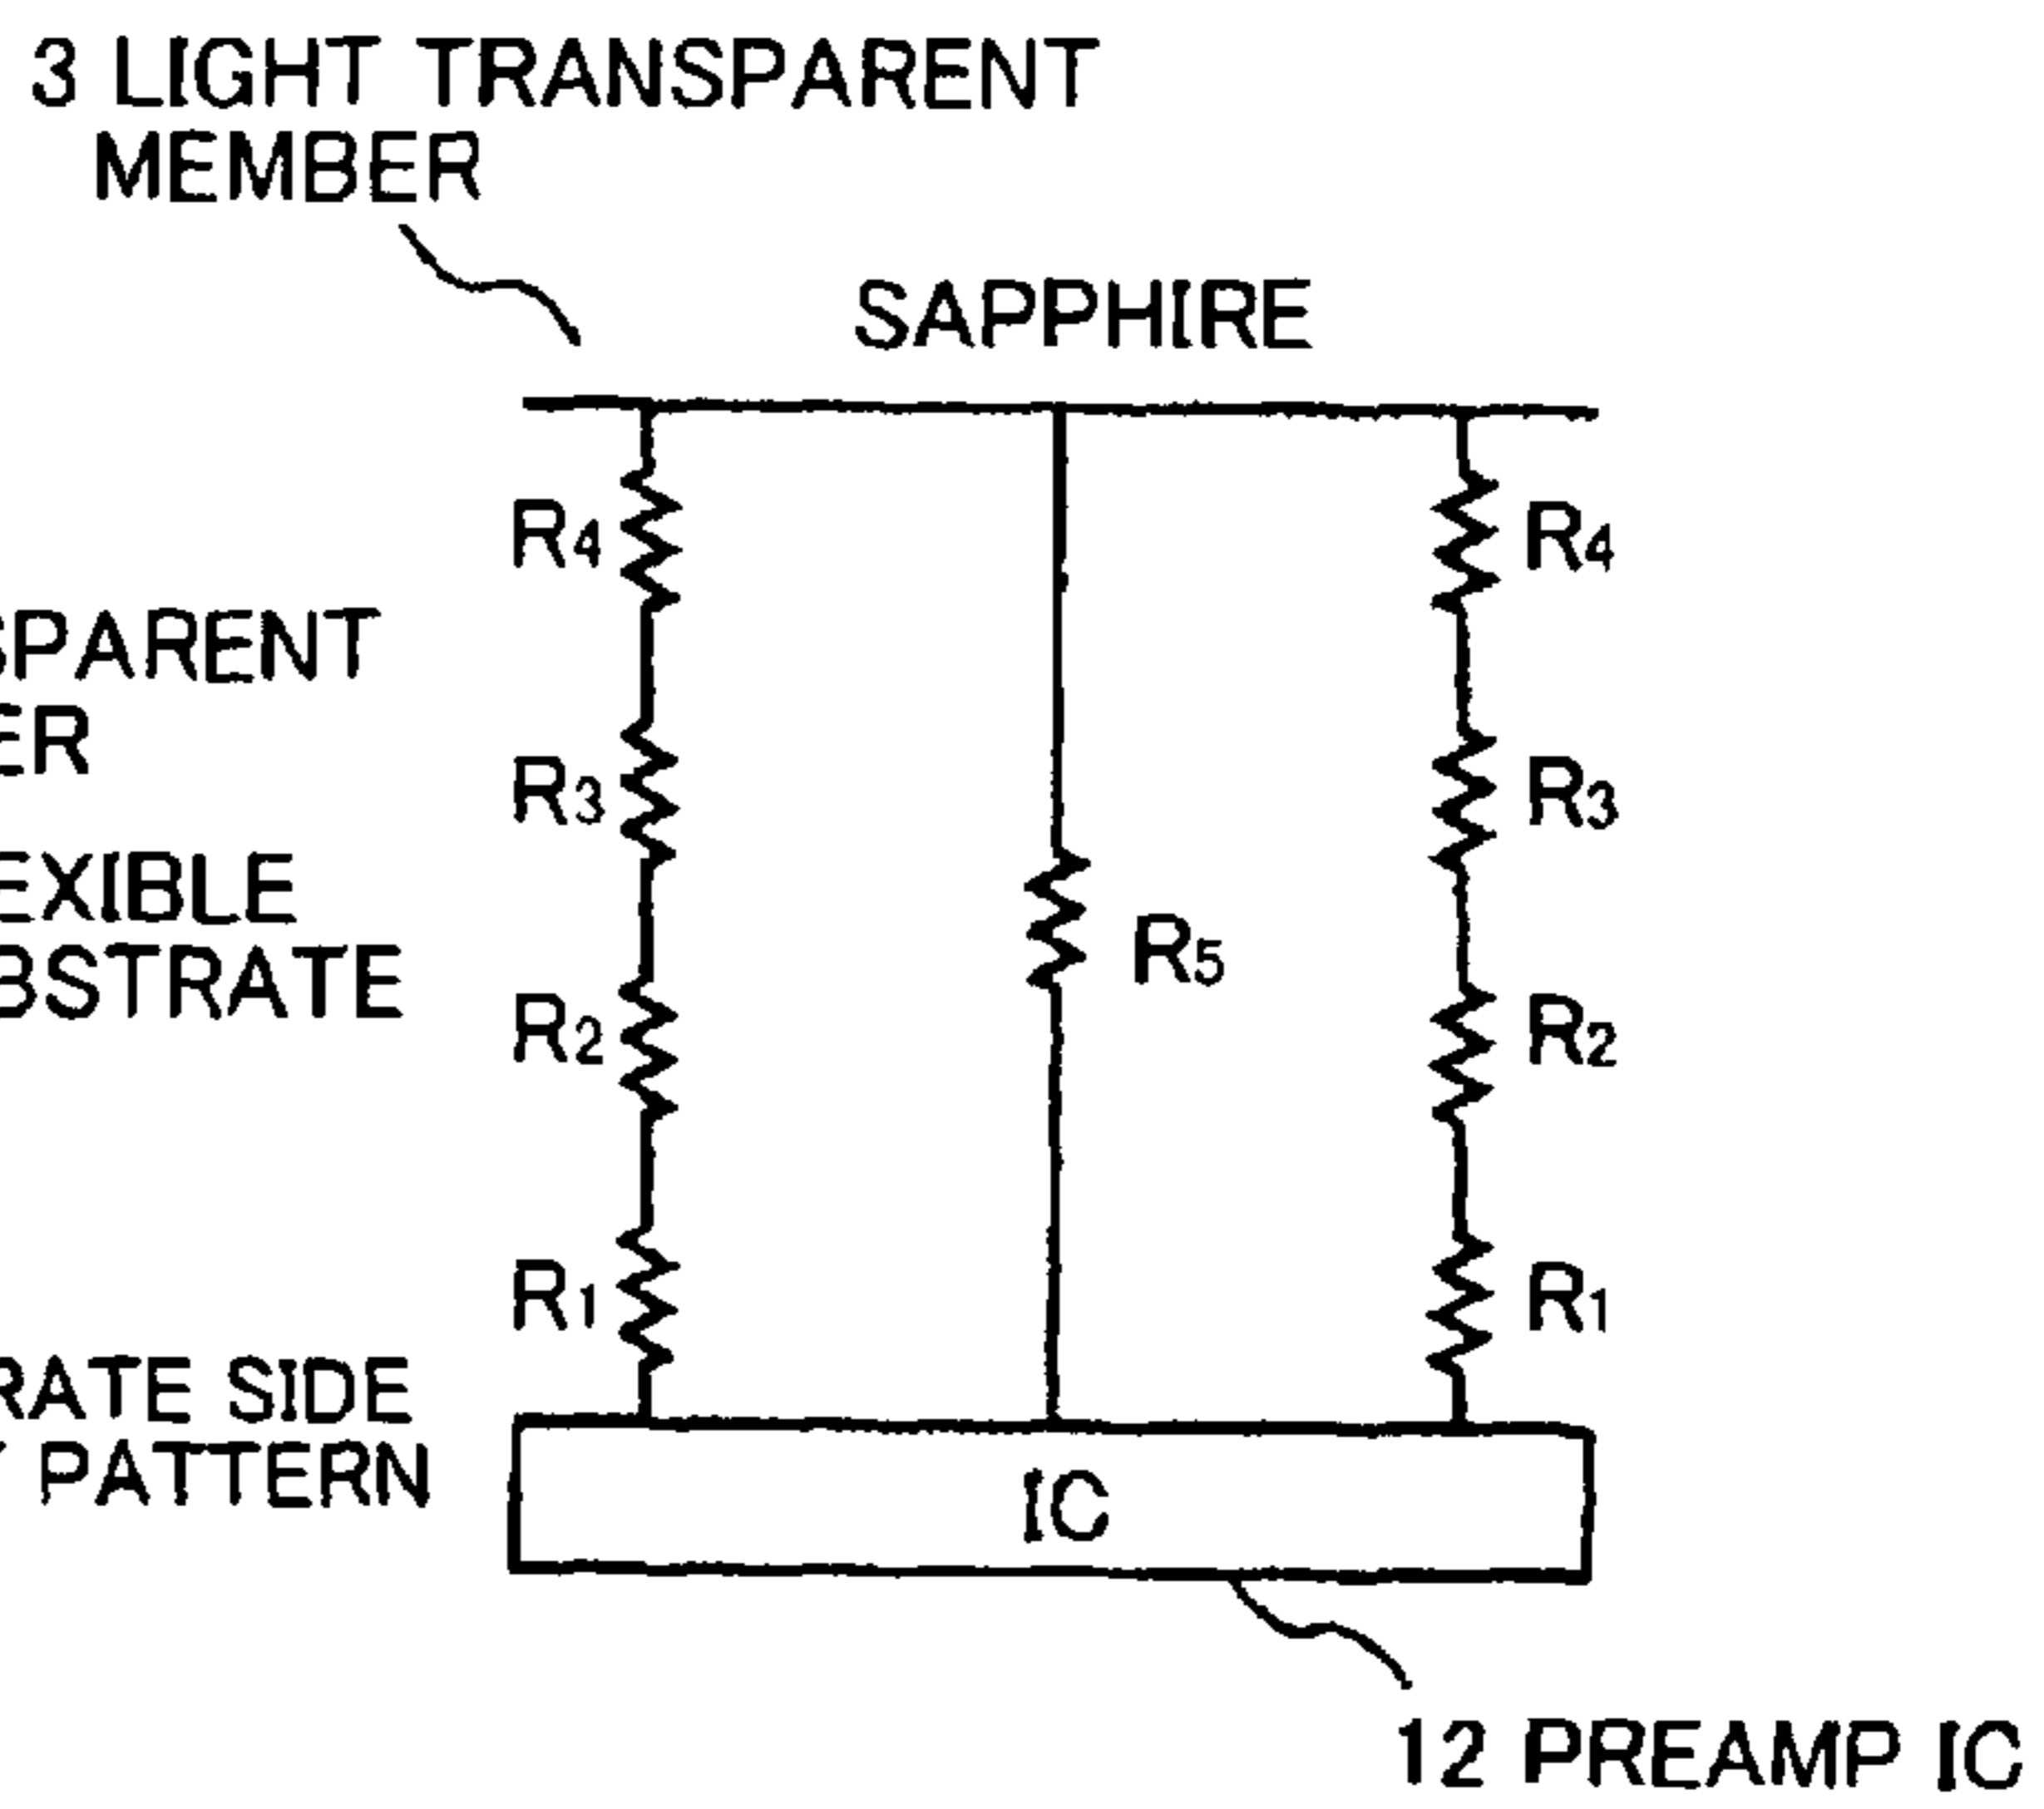 3 LIGHT TRANSPARENT
MEMBER
SAPPHIRE
R4
R4
SPARENT
ER
R3
R3
EXIBLE
BSTRATE
R5
R2
R2
R1
R1
RATE SIDE
PATTERN
IC
12 PREAMP IC